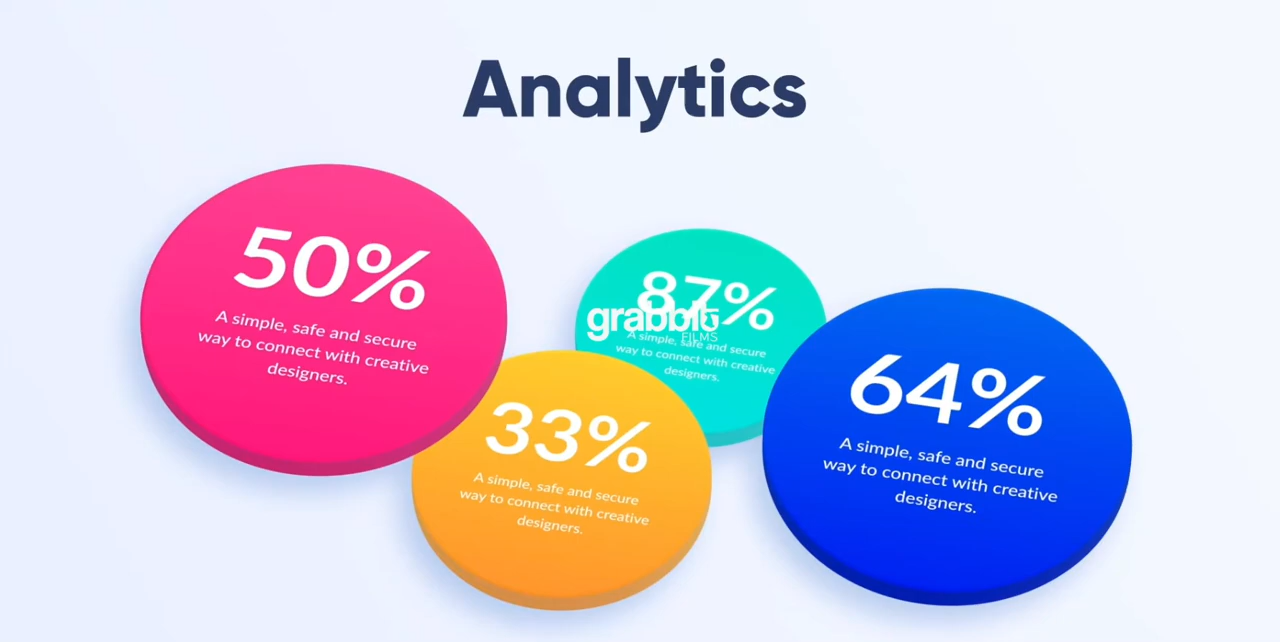 Analytics
50%
A simple, safe and secure
way to connect with creative
designers.
87%
grabblt
FILMS
A simple, safe and secure
way to connect with creative
designers.
33%
A simple, safe and secure
way to connect with creative
designers.
64%
A simple, safe and secure
way to connect with creative
designers.